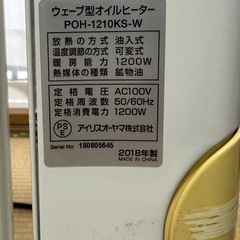 ウェーブ型オイルヒーター
POH-1210KS-W
放熱の方式 油入式
温度調節の方式 可変式
暖房能力 1200W
熱媒体の種類 鉱物油
定格電圧 AC100V
定格周波数 50/60Hz
定格消費電力 1200W
PS
E
アイリスオーヤマ株式会社
2018年製
Serial No: 180805645
MADE IN CHINA